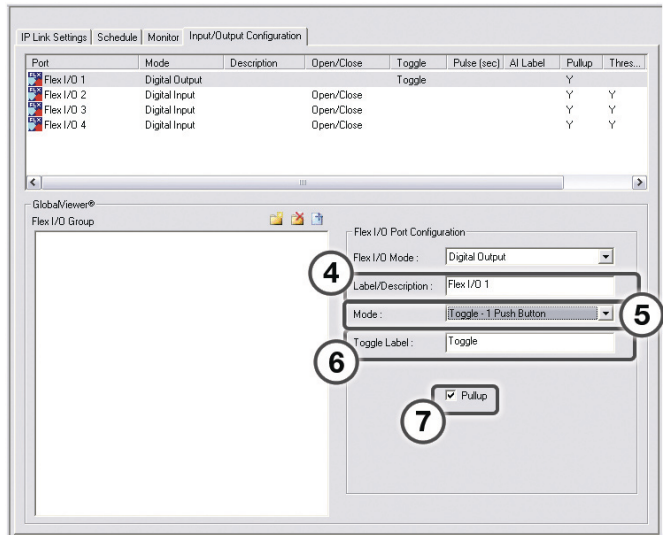 IP Link Settings Schedule Monitor Input/Output Configuration
Port Mode Description Open/Close Toggle Pulse (sec) AI Label Pullup Thres...
Flex I/O 1 Digital Output Toggle Y
Flex I/O 2 Digital Input Open/Close Y Y
Flex I/O 3 Digital Input Open/Close Y Y
Flex I/O 4 Digital Input Open/Close Y Y
GlobalViewer®
Flex I/O Group
Flex I/O Port Configuration
Flex I/O Mode : Digital Output
4
Label/Description : Flex I/O 1
Mode : Toggle - 1 Push Button
5
Toggle Label : Toggle
6
Pullup
7